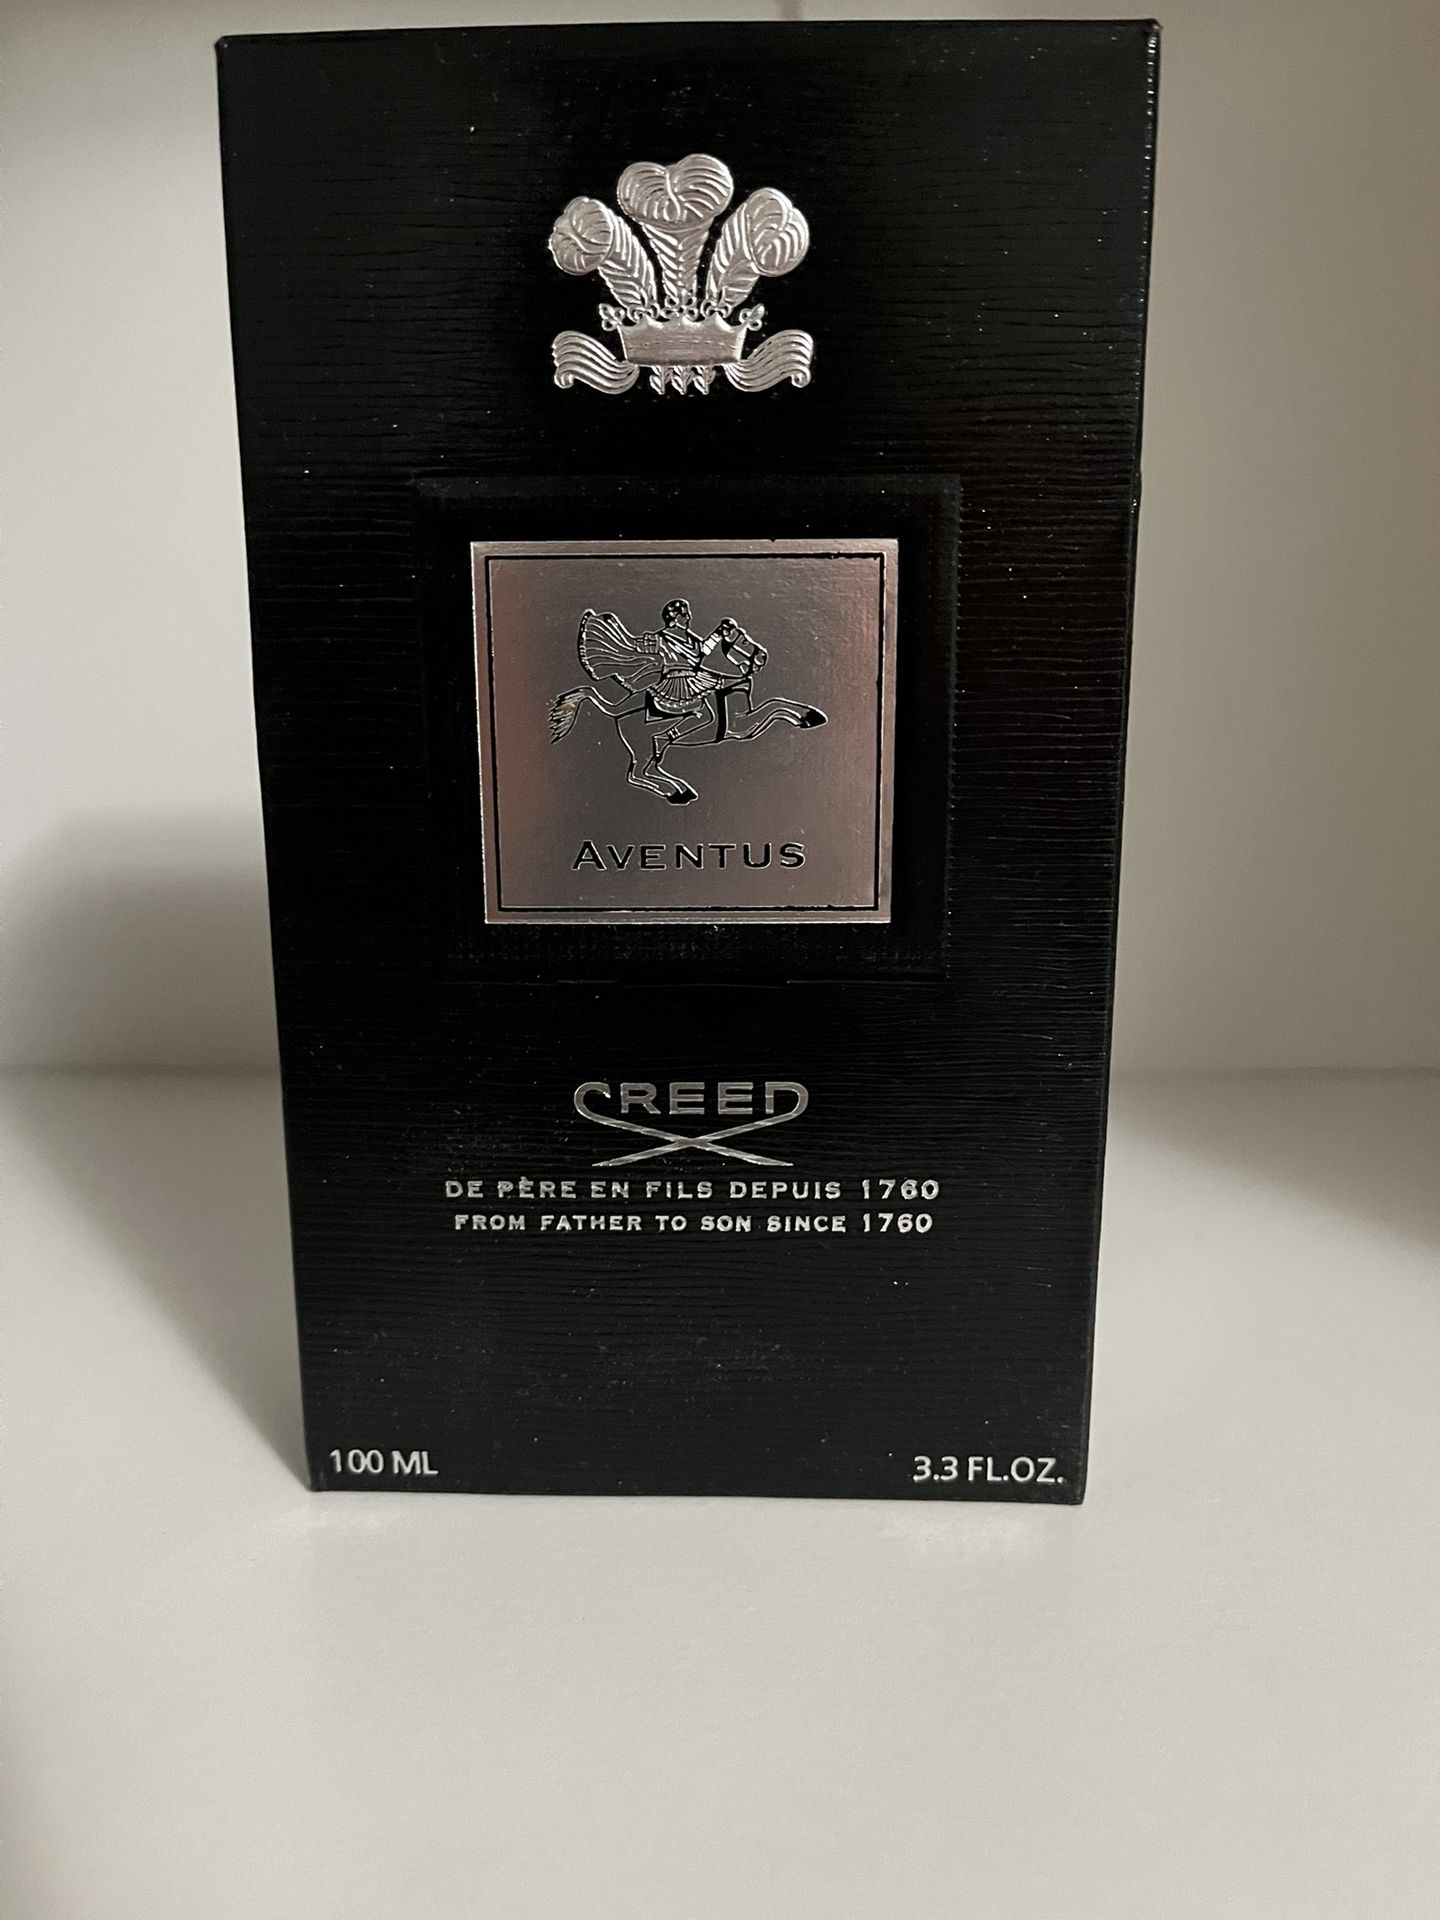 AVENTUS
CREED
DE PÈRE EN FILS DEPUIS 1760
FROM FATHER TO SON SINCE 1760
100 ML
3.3 FL.OZ.